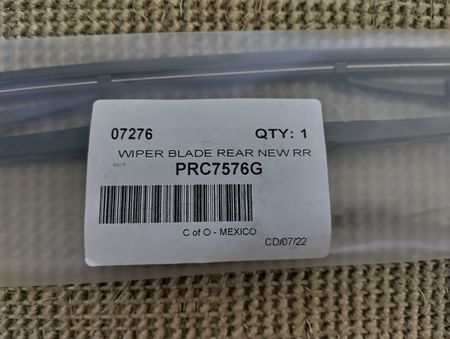 07276 QTY: 1
WIPER BLADE REAR NEW RR
PRC7576G
C of O - MEXICO
CD/07/22